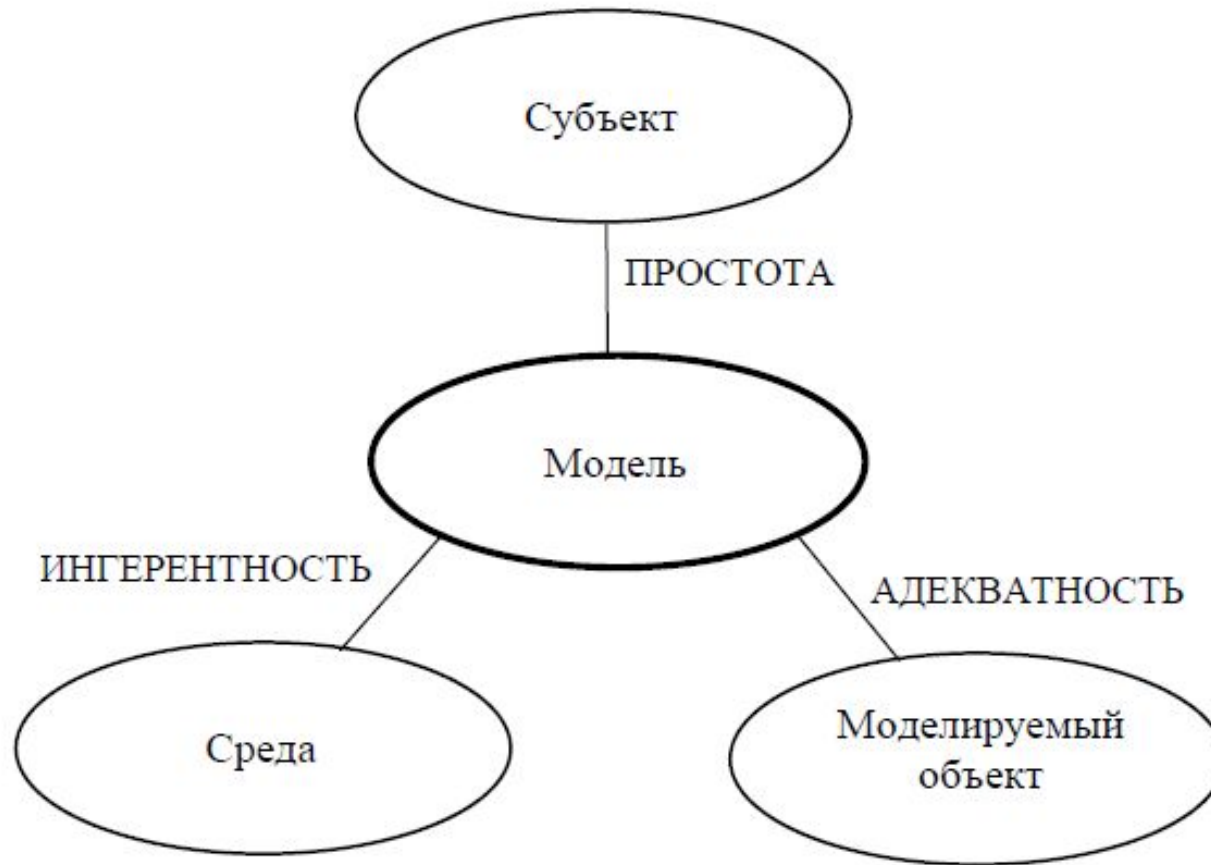 Субъект
ПРОСТОТА
Модель
ИНГЕРЕНТНОСТЬ
АДЕКВАТНОСТЬ
Среда
Моделируемый
объект